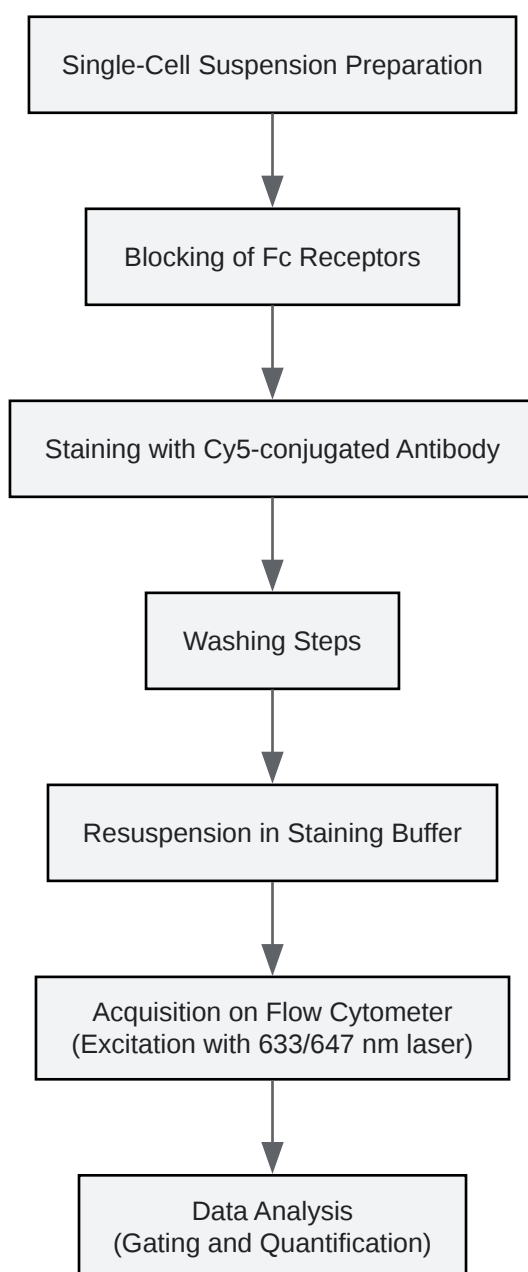 Single-Cell Suspension Preparation
Blocking of Fc Receptors
Staining with Cy5-conjugated Antibody
Washing Steps
Resuspension in Staining Buffer
Acquisition on Flow Cytometer
(Excitation with 633/647 nm laser)
Data Analysis
(Gating and Quantification)